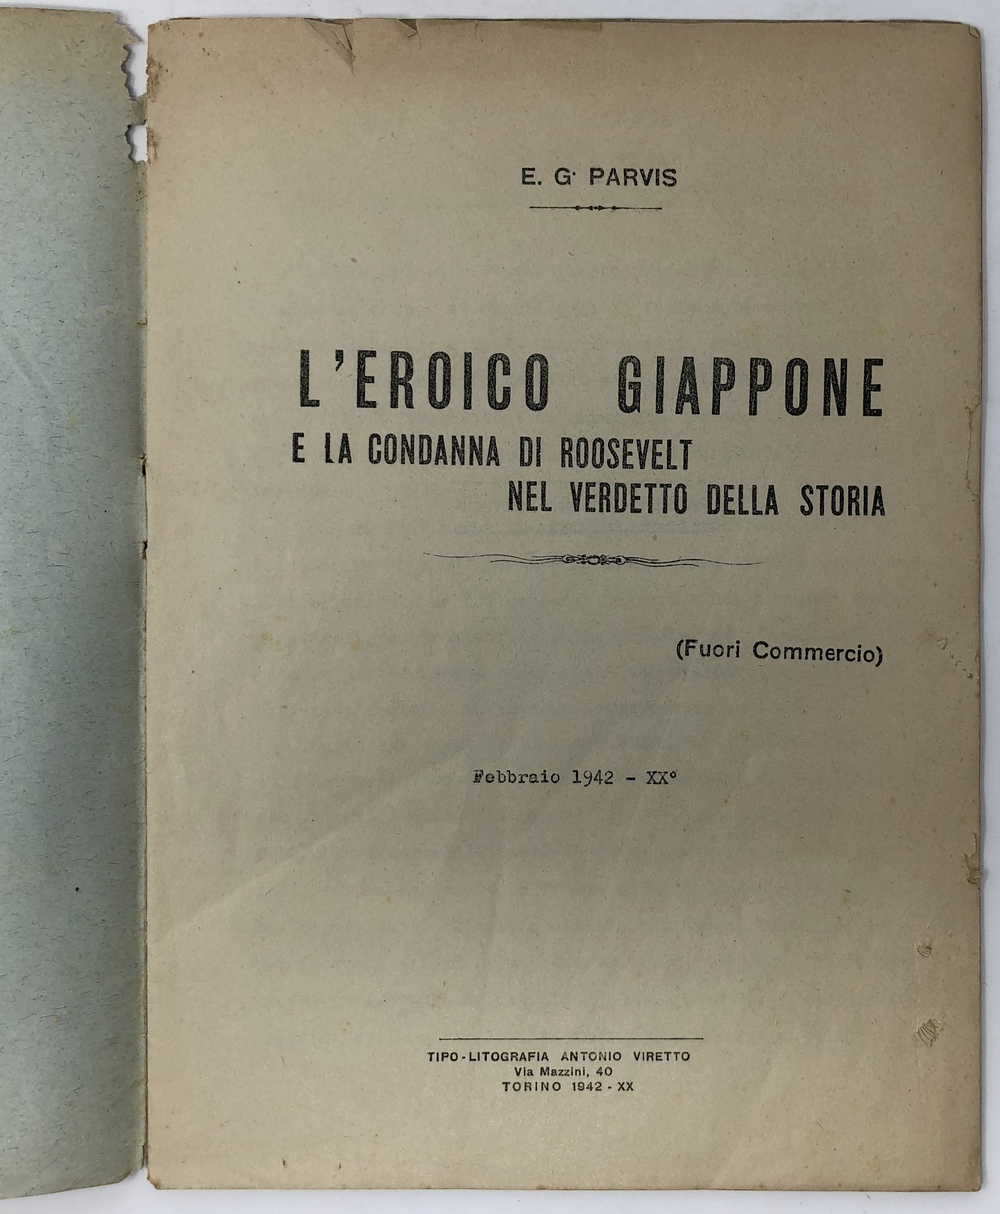 E. G. PARVIS
L'EROICO GIAPPONE
E LA CONDANNA DI ROOSEVELT
NEL VERDETTO DELLA STORIA
(Fuori Commercio)
Febbraio 1942 - XX°
TIPO-LITOGRAFIA ANTONIO VIRETTO
Via Mazzini, 40
TORINO 1942 - XX